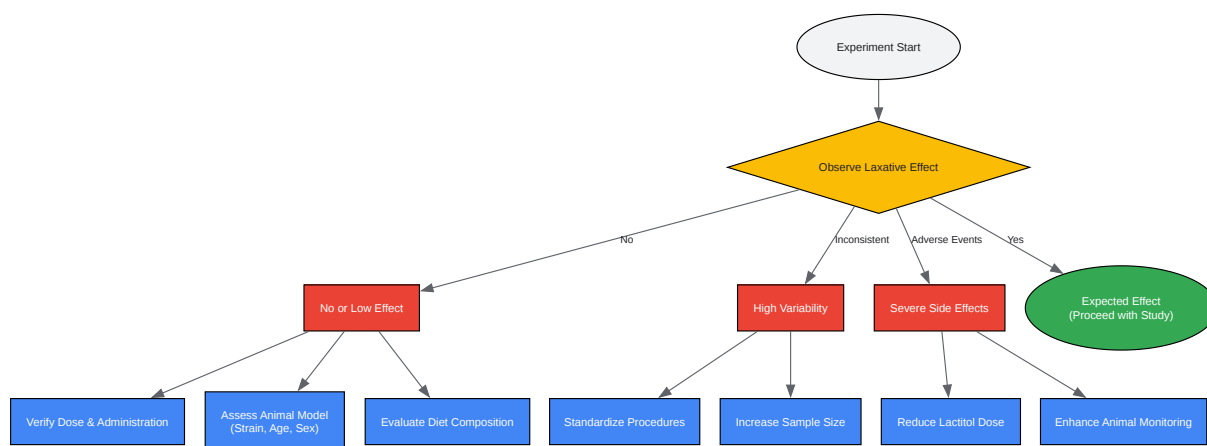 Experiment Start
Observe Laxative Effect
No
Inconsistent
Adverse Events
Yes
No or Low Effect
High Variability
Severe Side Effects
Expected Effect
(Proceed with Study)
Verify Dose & Administration
Assess Animal Model
(Strain, Age, Sex)
Evaluate Diet Composition
Standardize Procedures
Increase Sample Size
Reduce Lactitol Dose
Enhance Animal Monitoring